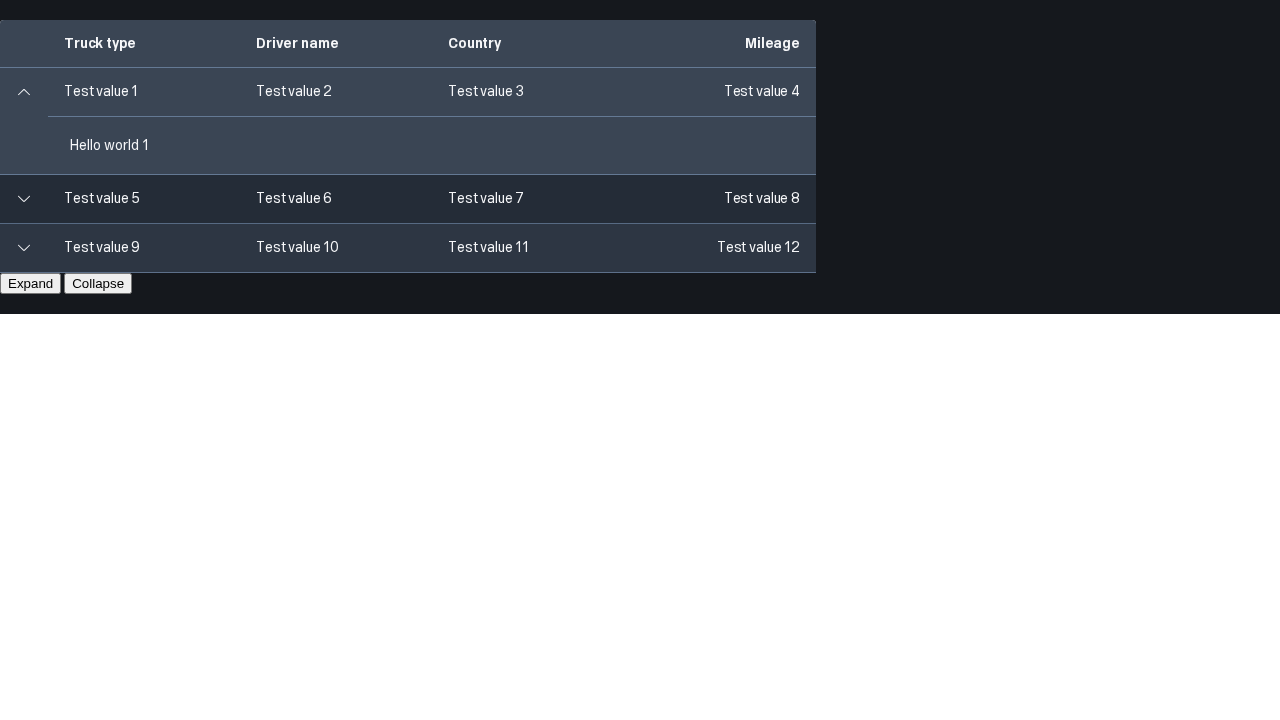 Truck type Driver name Country Mileage
Test value 1 Test value 2 Test value 3 Test value 4
Hello world 1
Test value 5 Test value 6 Test value 7 Test value 8
Test value 9 Test value 10 Test value 11 Test value 12
Expand Collapse